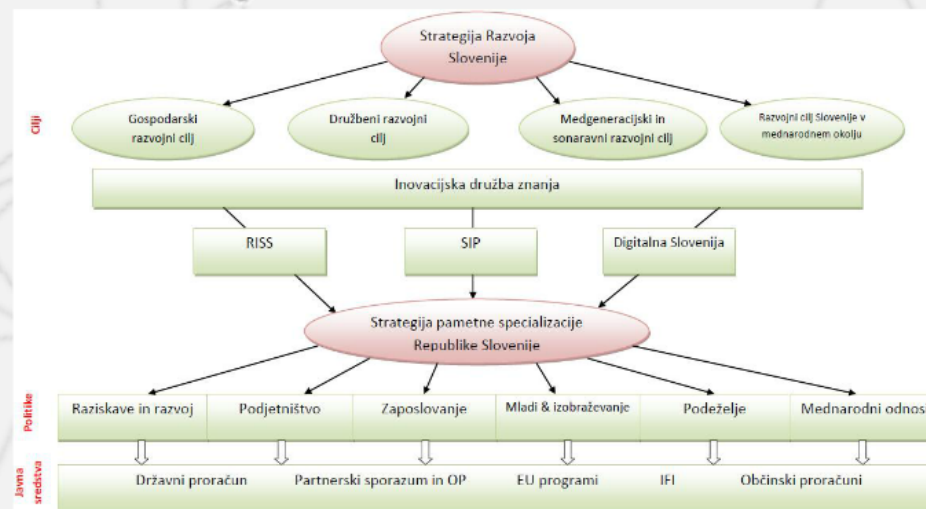 Strategija Razvoja
Slovenije
Cilji
Gospodarski
razvojni cilj
Družbeni razvojni
cilj
Medgeneracijski in
sonaravni razvojni cilj
Razvojni cilj Slovenije v
mednarodnem okolju
Inovacijska družba znanja
RISS
SIP
Digitalna Slovenija
Strategija pametne specializacije
Republike Slovenije
Politike
Raziskave in razvoj
Podjetništvo
Zaposlovanje
Mladi & izobraževanje
Podeželje
Mednarodni odnosi
Javna
sredstva
Državni proračun
Partnerski sporazum in OP
EU programi
IFI
Občinski proračuni